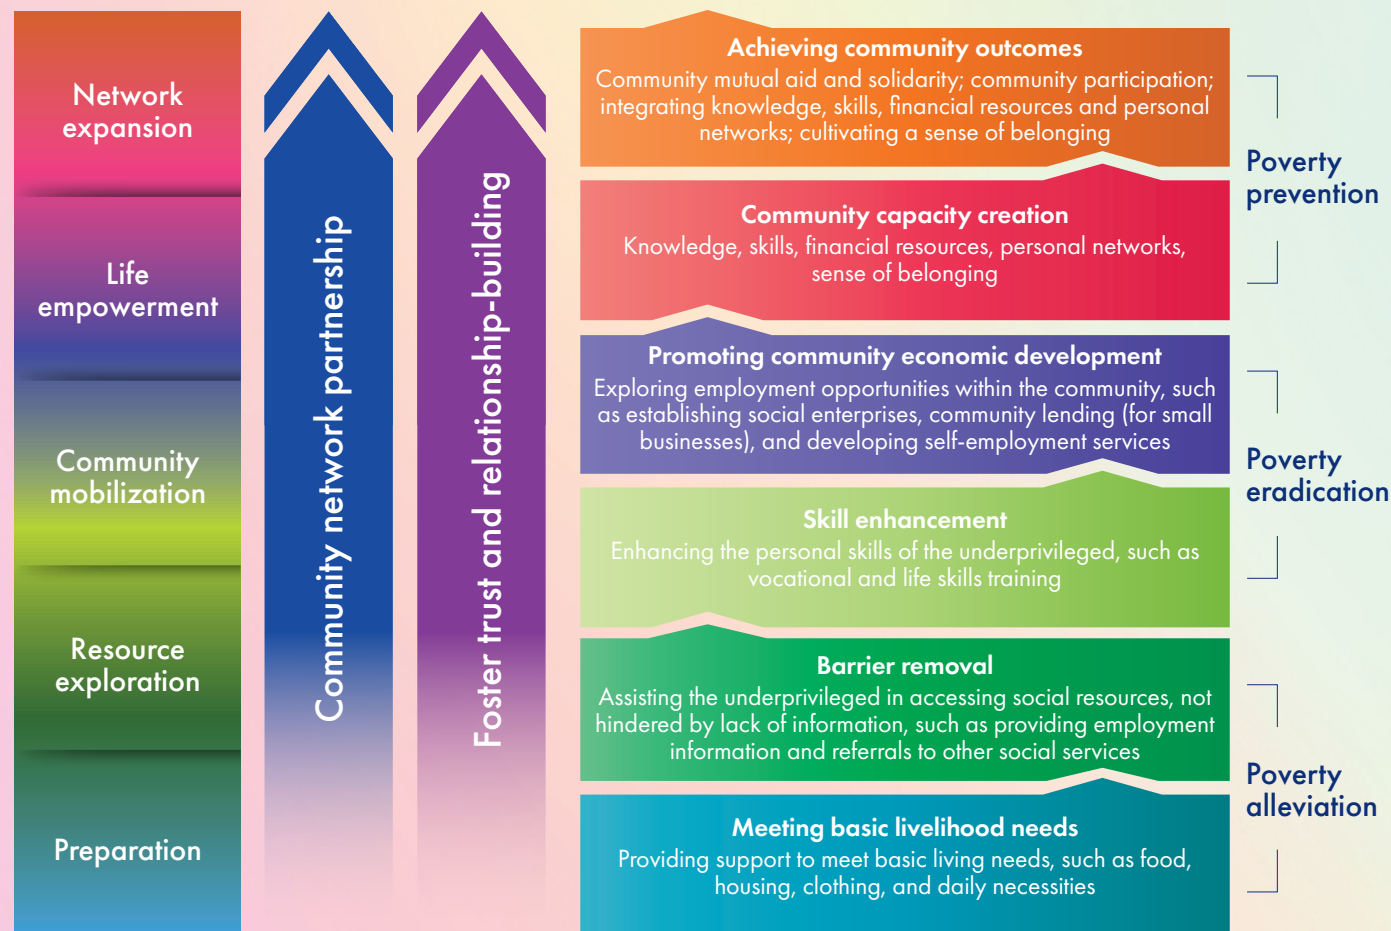 Network
expansion
Life
empowerment
Community
mobilization
Resource
exploration
Preparation
Community network partnership
Foster trust and relationship-building
Achieving community outcomes
Community mutual aid and solidarity; community participation;
integrating knowledge, skills, financial resources and personal
networks; cultivating a sense of belonging
Community capacity creation
Knowledge, skills, financial resources, personal networks,
sense of belonging
Promoting community economic development
Exploring employment opportunities within the community, such
as establishing social enterprises, community lending (for small
businesses), and developing self-employment services
Skill enhancement
Enhancing the personal skills of the underprivileged, such as
vocational and life skills training
Barrier removal
Assisting the underprivileged in accessing social resources, not
hindered by lack of information, such as providing employment
information and referrals to other social services
Meeting basic livelihood needs
Providing support to meet basic living needs, such as food,
housing, clothing, and daily necessities
Poverty
prevention
Poverty
eradication
Poverty
alleviation